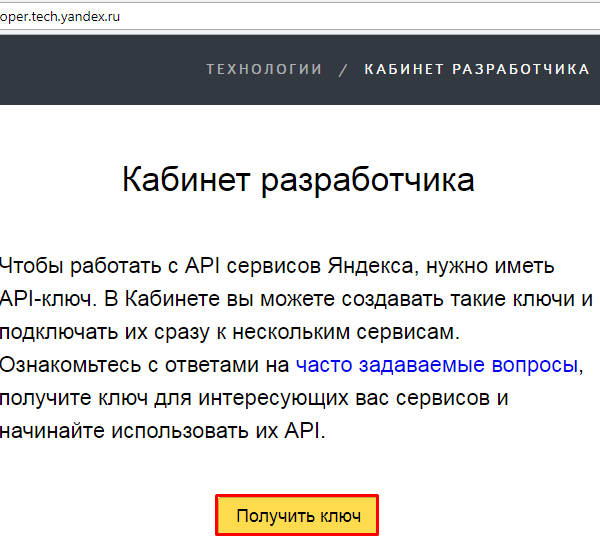 oper.tech.yandex.ru
ТЕХНОЛОГИИ / КАБИНЕТ РАЗРАБОТЧИКА
Кабинет разработчика
Чтобы работать с API сервисов Яндекса, нужно иметь
API-ключ. В Кабинете вы можете создавать такие ключи и
подключать их сразу к нескольким сервисам.
Ознакомьтесь с ответами на часто задаваемые вопросы,
получите ключ для интересующих вас сервисов и
начинайте использовать их API.
Получить ключ